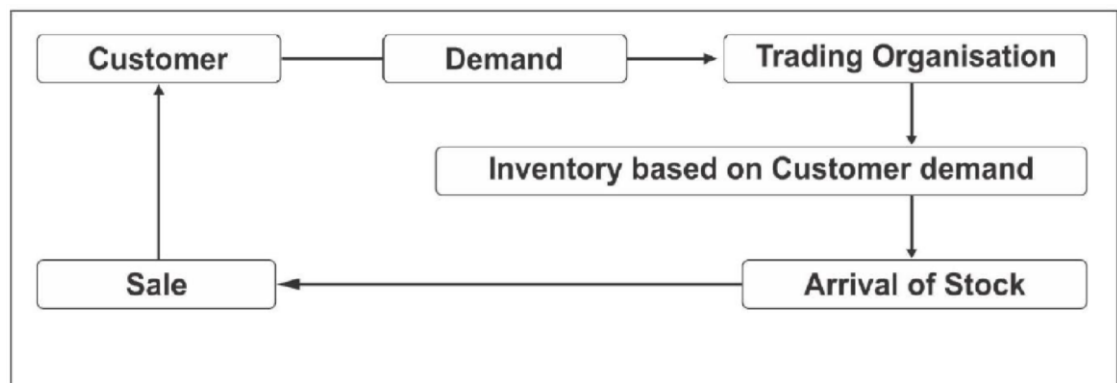 Customer
Demand
Trading Organisation
Inventory based on Customer demand
Sale
Arrival of Stock